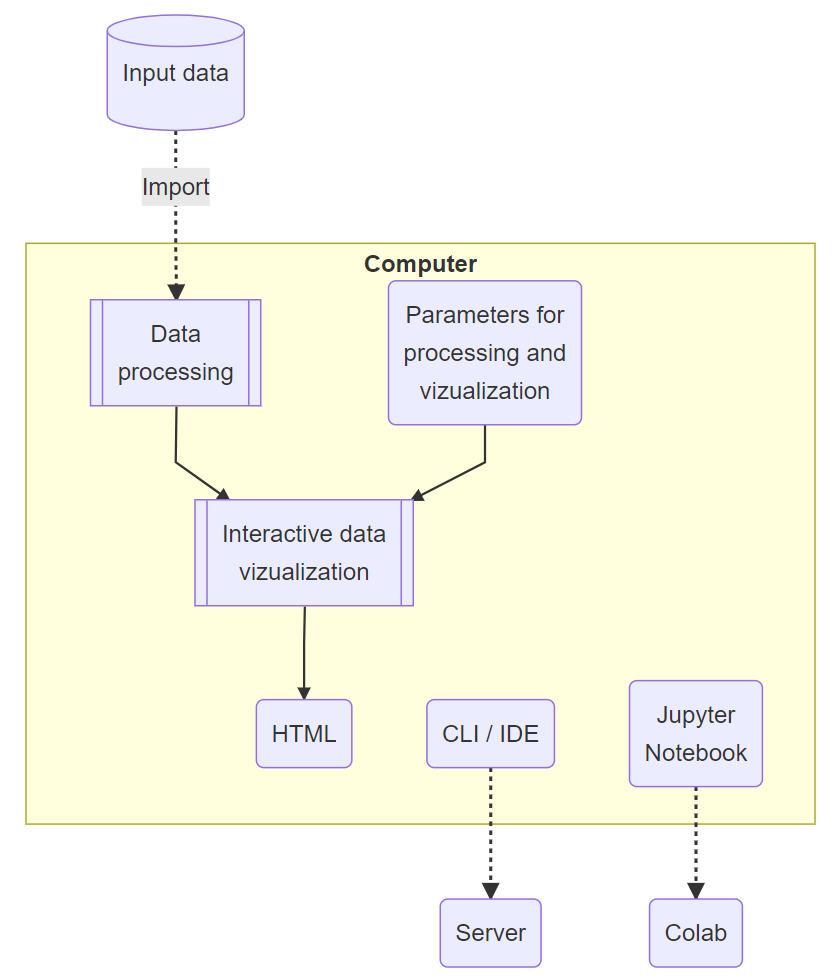 Input data
Import
Computer
Data
processing
Parameters for
processing and
vizualization
Interactive data
vizualization
HTML
CLI / IDE
Jupyter
Notebook
Server
Colab